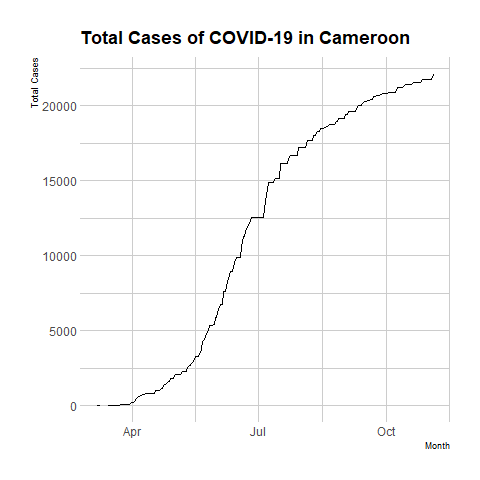 Total Cases of COVID-19 in Cameroon
Total Cases
20000
15000
10000
5000
0
Apr Jul Oct
Month